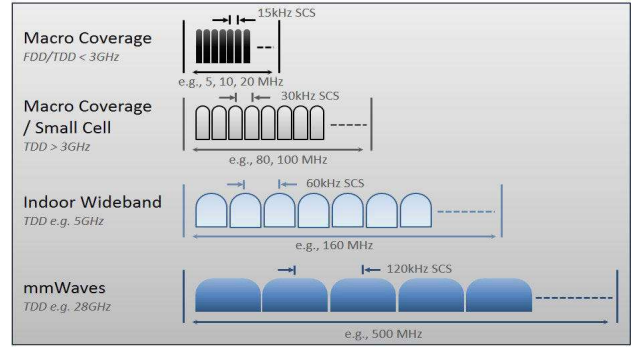 15kHz SCS
Macro Coverage
FDD/TDD < 3GHz
e.g., 5, 10, 20 MHz
30kHz SCS
Macro Coverage
/ Small Cell
TDD > 3GHz
e.g., 80, 100 MHz
60kHz SCS
Indoor Wideband
TDD e.g. 5GHz
e.g., 160 MHz
120kHz SCS
mmWaves
TDD e.g. 28GHz
e.g., 500 MHz